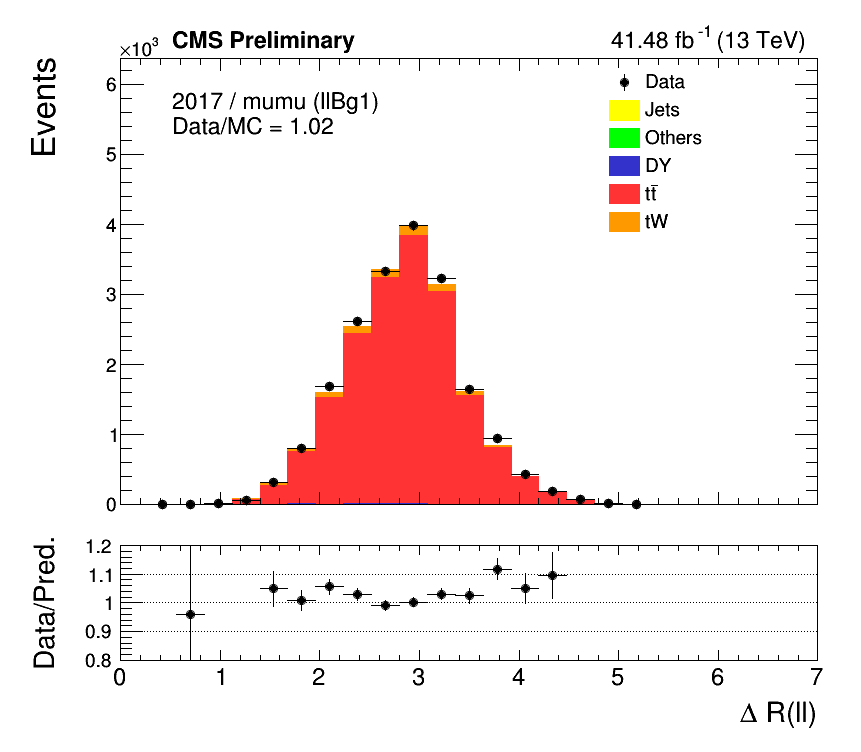 ×10³ CMS Preliminary 41.48 fb⁻¹ (13 TeV)
Events
2017 / mumu (llBg1)
Data/MC = 1.02
Data
Jets
Others
DY
tt̄
tW
6
5
4
3
2
1
0
Data/Pred.
1.2
1.1
1
0.9
0.8
0 1 2 3 4 5 6 7
Δ R(ll)